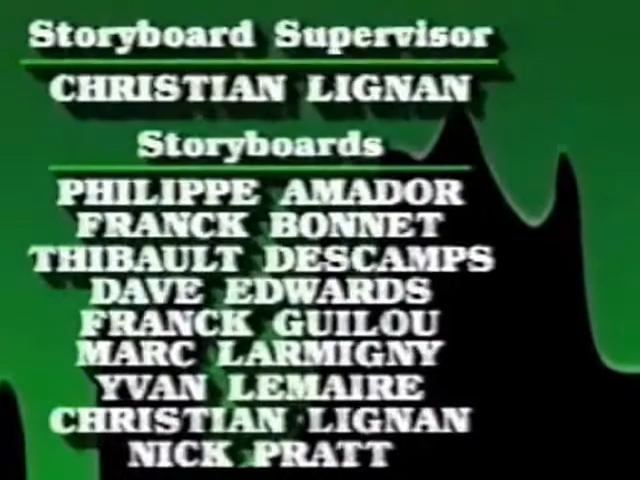 Storyboard Supervisor
CHRISTIAN LIGNAN
Storyboards
PHILIPPE AMADOR
FRANCK BONNET
THIBAULT DESCAMPS
DAVE EDWARDS
FRANCK GUILOU
MARC LARMIGNY
YVAN LEMAIRE
CHRISTIAN LIGNAN
NICK PRATT